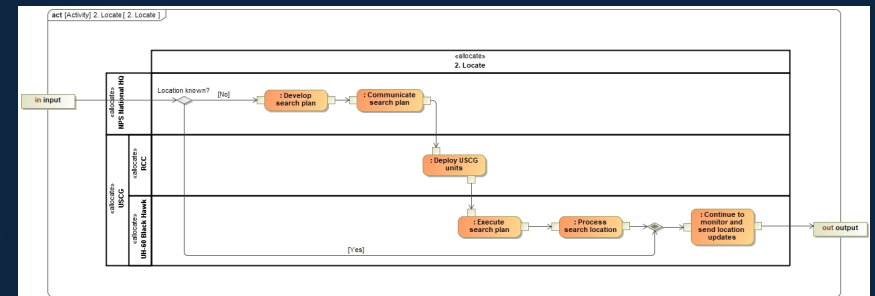 act [Activity] 2. Locate [ 2. Locate ]
«allocate»
2. Locate
in input
«allocate»
NPS National HQ
Location known?
[No]
: Develop
search plan
: Communicate
search plan
«allocate»
USCG
«allocate»
RCC
: Deploy USCG
units
«allocate»
UH-60 Black Hawk
: Execute
search plan
: Process
search location
: Continue to
monitor and
send location
updates
out output
[Yes]